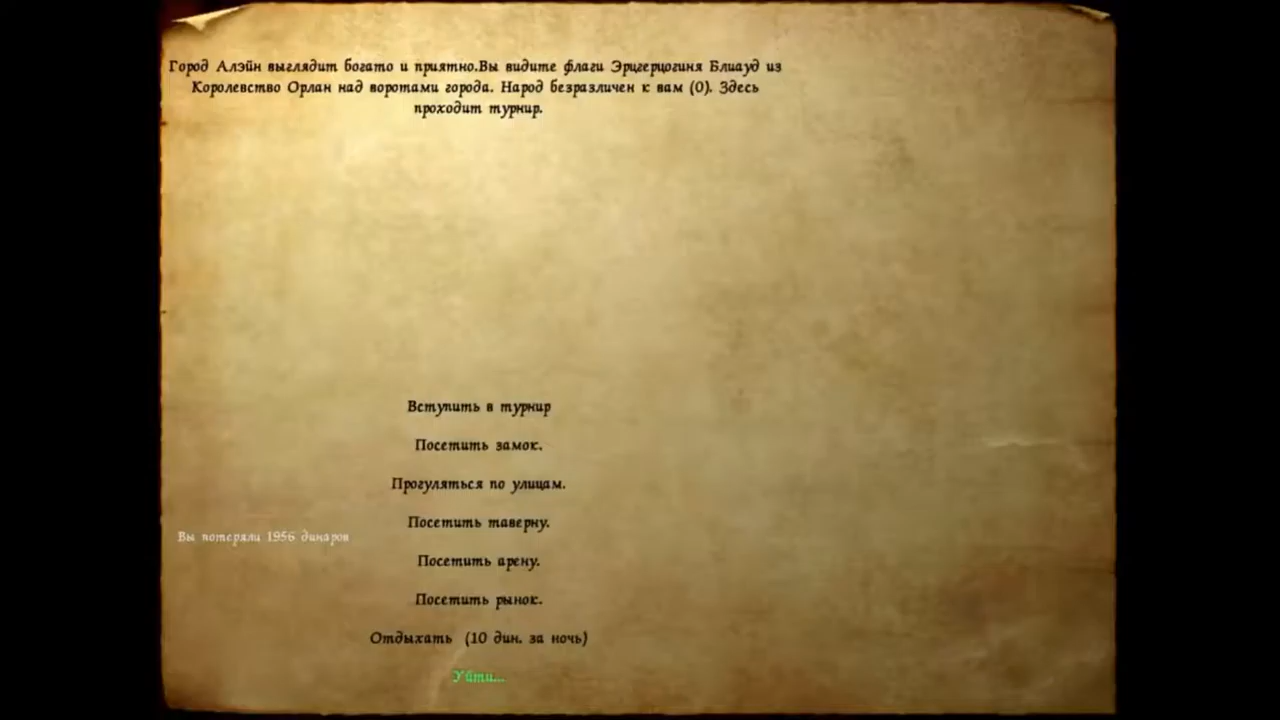 Город Алэйн выглядит богато и приятно.Вы видите флаги Эрцгерцогиня Блиауд из
Королевство Орлан над воротами города. Народ безразличен к вам (0). Здесь
проходит турнир.
Вступить в турнир
Посетить замок.
Прогуляться по улицам.
Посетить таверну.
Вы потеряли 1956 динаров
Посетить арену.
Посетить рынок.
Отдыхать (10 дин. за ночь)
Уйти...